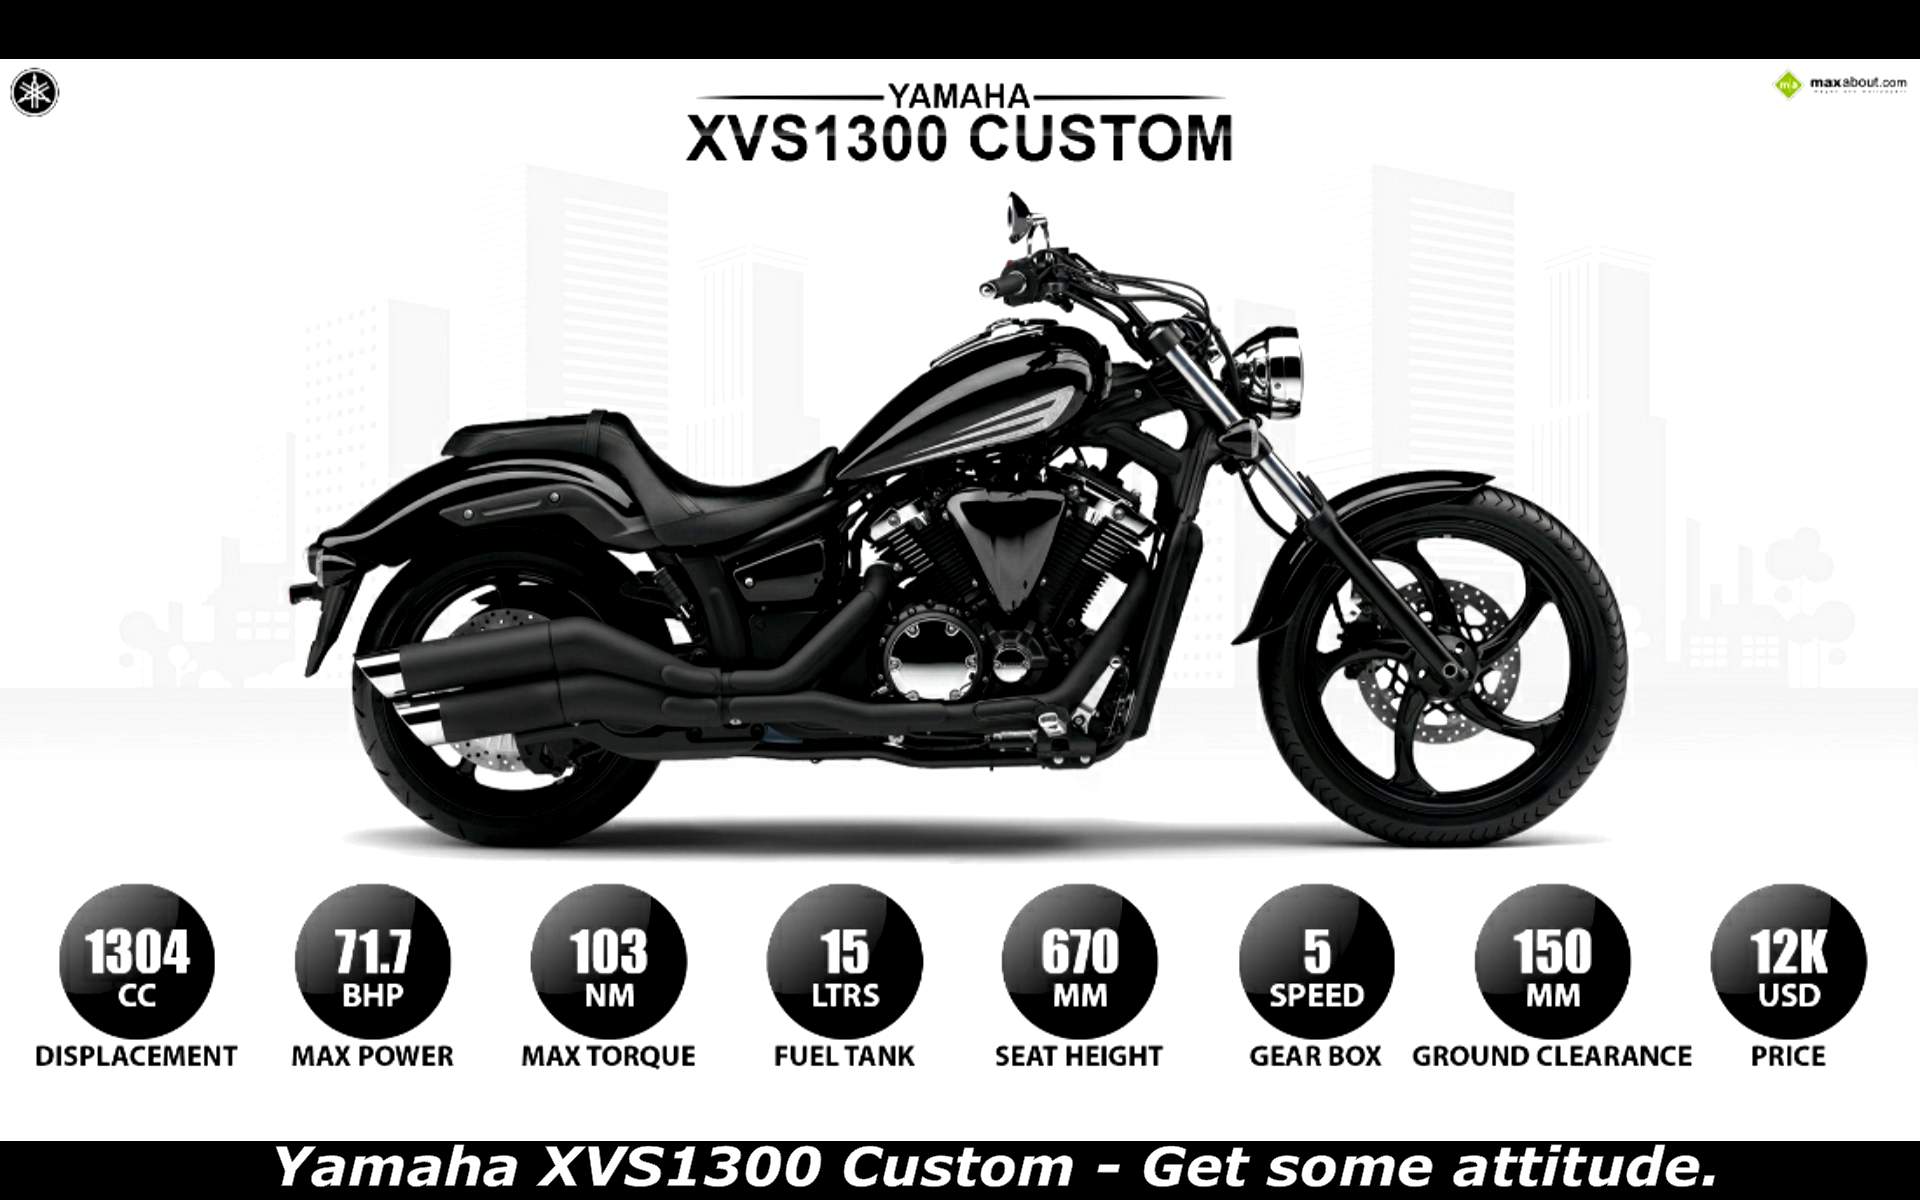 YAMAHA
XVS1300 CUSTOM
maxabout.com
1304
CC
DISPLACEMENT
71.7
BHP
MAX POWER
103
NM
MAX TORQUE
15
LTRS
FUEL TANK
670
MM
SEAT HEIGHT
5
SPEED
GEAR BOX
150
MM
GROUND CLEARANCE
12K
USD
PRICE
Yamaha XVS1300 Custom - Get some attitude.